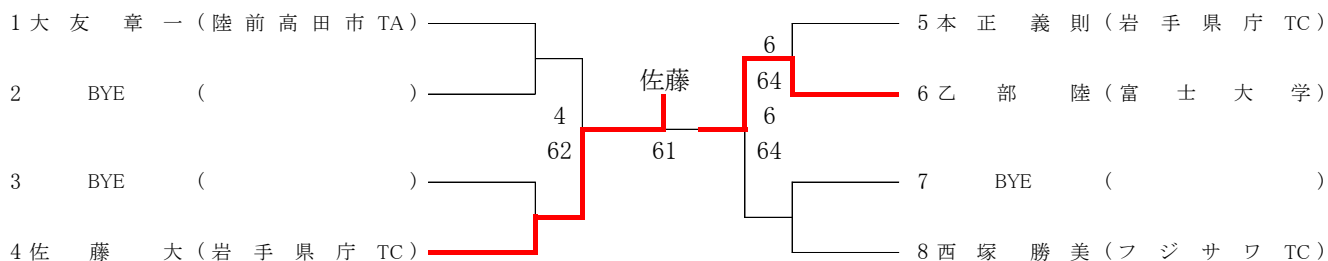 1 大友 章一 (陸前高田市 TA)
2 BYE ( )
3 BYE ( )
4 佐藤 大 (岩手県庁 TC)
4
62
佐藤
61
6
64
6
64
5 本正 義則 (岩手県庁 TC)
6 乙部 陸 (富士大学)
7 BYE ( )
8 西塚 勝美 (フジサワ TC)